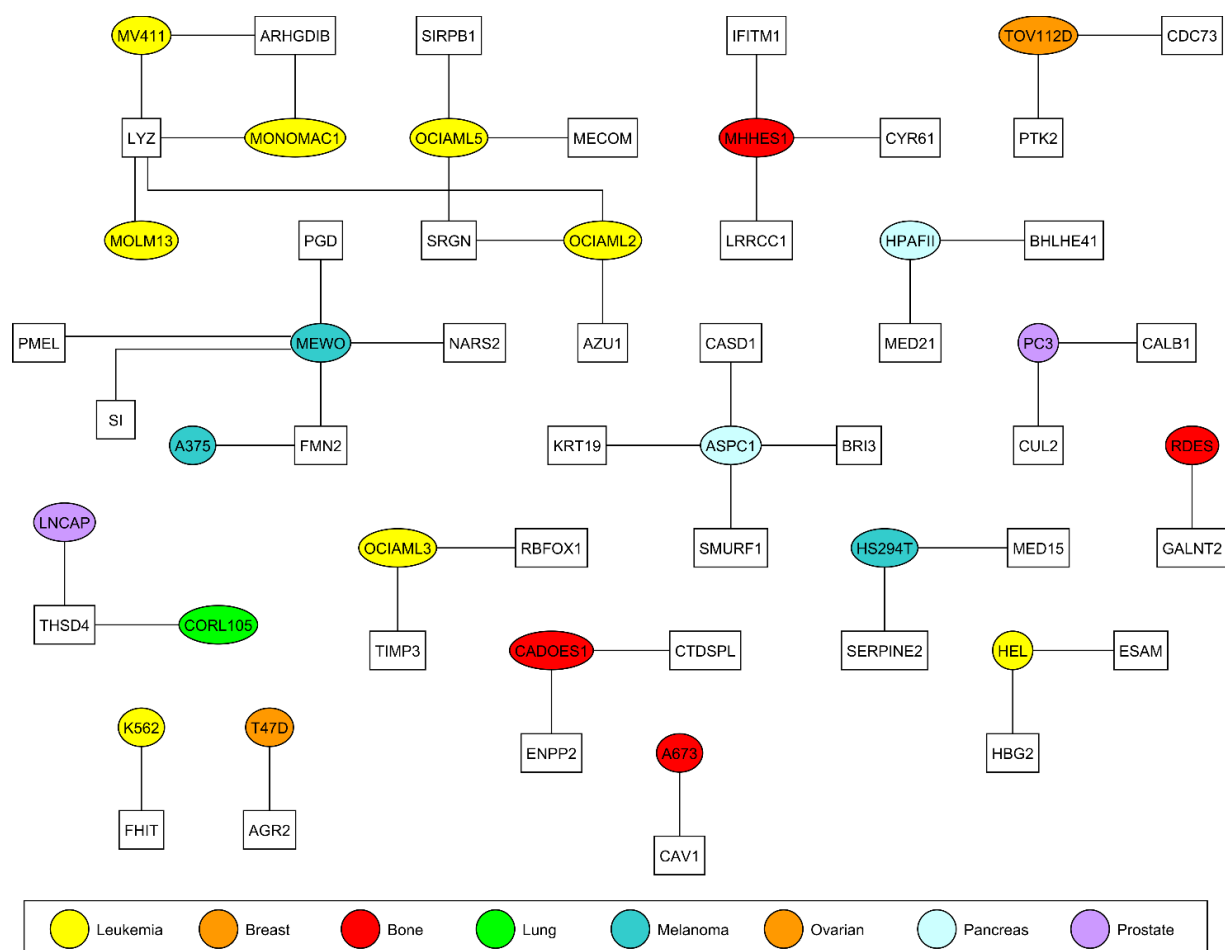 MV411
ARHGDIB
SIRPB1
IFITM1
TOV112D
CDC73
LYZ
MONOMAC1
OCIAML5
MECOM
MHHES1
CYR61
PTK2
MOLM13
PGD
SRGN
OCIAML2
LRRCC1
HPAFII
BHLHE41
PMEL
MEWO
NARS2
AZU1
CASD1
MED21
PC3
CALB1
SI
A375
FMN2
KRT19
ASPC1
BRI3
CUL2
RDES
LNCAP
OCIAML3
RBFOX1
SMURF1
HS294T
MED15
GALNT2
THSD4
CORL105
TIMP3
CADOES1
CTDSPL
SERPINE2
HEL
ESAM
K562
T47D
ENPP2
A673
HBG2
FHIT
AGR2
CAV1
Leukemia
Breast
Bone
Lung
Melanoma
Ovarian
Pancreas
Prostate